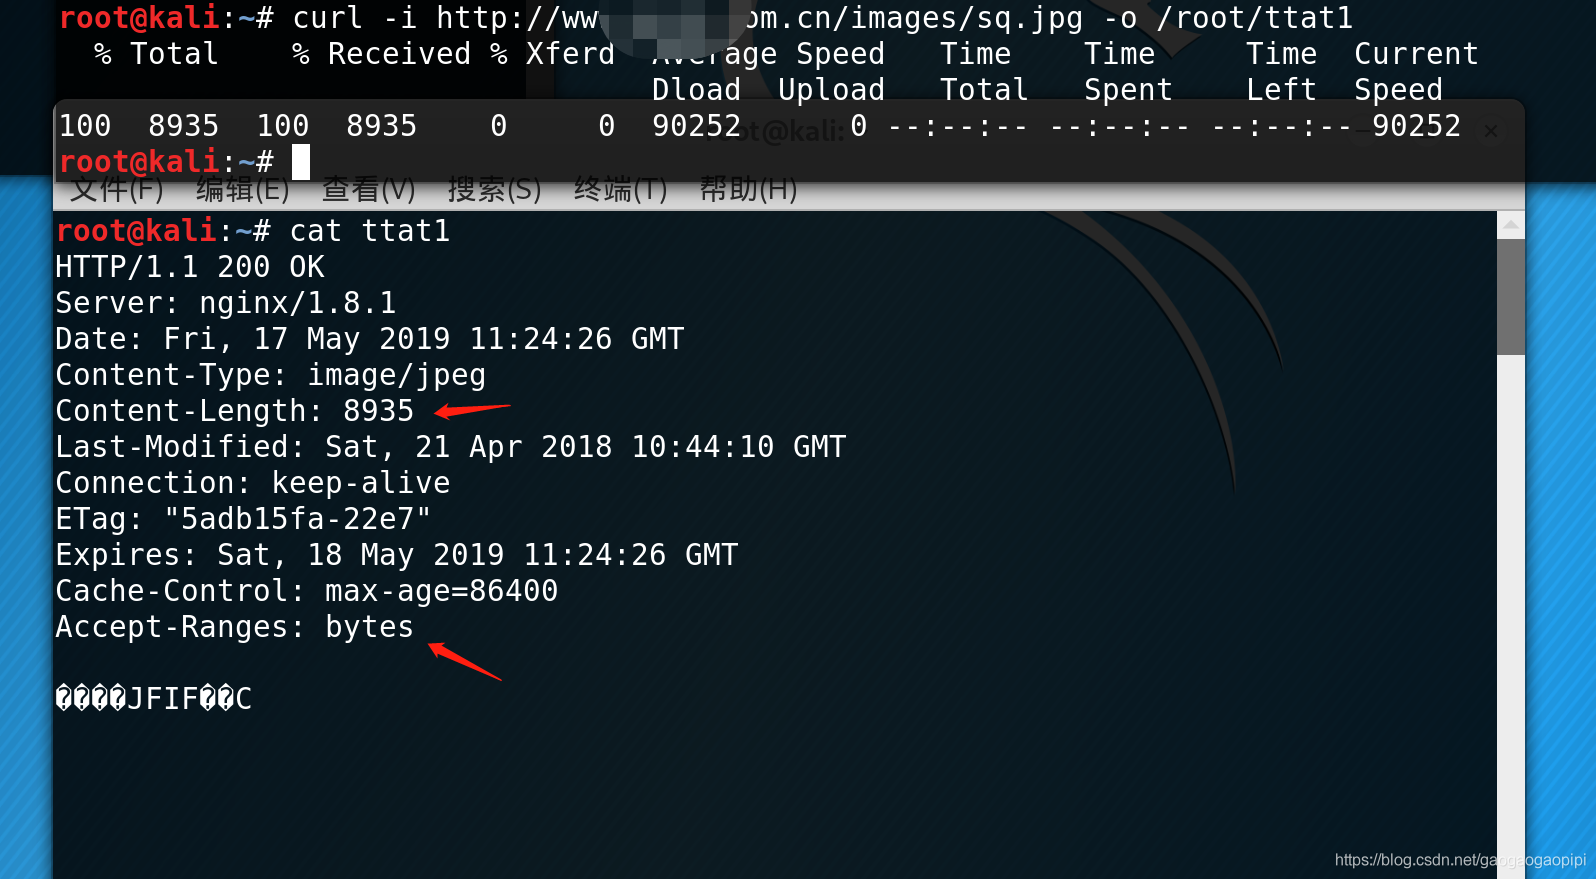 root@kali:~# curl -i http://ww om.cn/images/sq.jpg -o /root/ttat1
% Total % Received % Xferd Average Speed Time Time Time Current
Dload Upload Total Spent Left Speed
100 8935 100 8935 0 0 90252 0 --:--:-- --:--:-- --:--:-- 90252
root@kali:~#
root@kali:
文件(F) 编辑(E) 查看(V) 搜索(S) 终端(T) 帮助(H)
root@kali:~# cat ttat1
HTTP/1.1 200 OK
Server: nginx/1.8.1
Date: Fri, 17 May 2019 11:24:26 GMT
Content-Type: image/jpeg
Content-Length: 8935
Last-Modified: Sat, 21 Apr 2018 10:44:10 GMT
Connection: keep-alive
ETag: "5adb15fa-22e7"
Expires: Sat, 18 May 2019 11:24:26 GMT
Cache-Control: max-age=86400
Accept-Ranges: bytes
����JFIF��C
https://blog.csdn.net/gaogaogaopipi